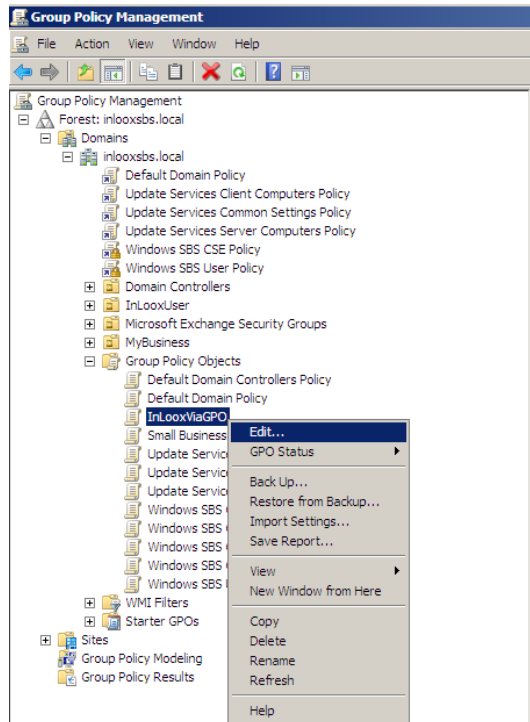 Group Policy Management
File Action View Window Help
Group Policy Management
Forest: inlooxsbs.local
Domains
inlooxsbs.local
Default Domain Policy
Update Services Client Computers Policy
Update Services Common Settings Policy
Update Services Server Computers Policy
Windows SBS CSE Policy
Windows SBS User Policy
Domain Controllers
InLooxUser
Microsoft Exchange Security Groups
MyBusiness
Group Policy Objects
Default Domain Controllers Policy
Default Domain Policy
InLooxViaGPO
Small Business
Update Servic
Update Servic
Update Servic
Windows SBS
Windows SBS
Windows SBS
Windows SBS
Windows SBS
WMI Filters
Starter GPOs
Sites
Group Policy Modeling
Group Policy Results
Edit...
GPO Status
Back Up...
Restore from Backup...
Import Settings...
Save Report...
View
New Window from Here
Copy
Delete
Rename
Refresh
Help